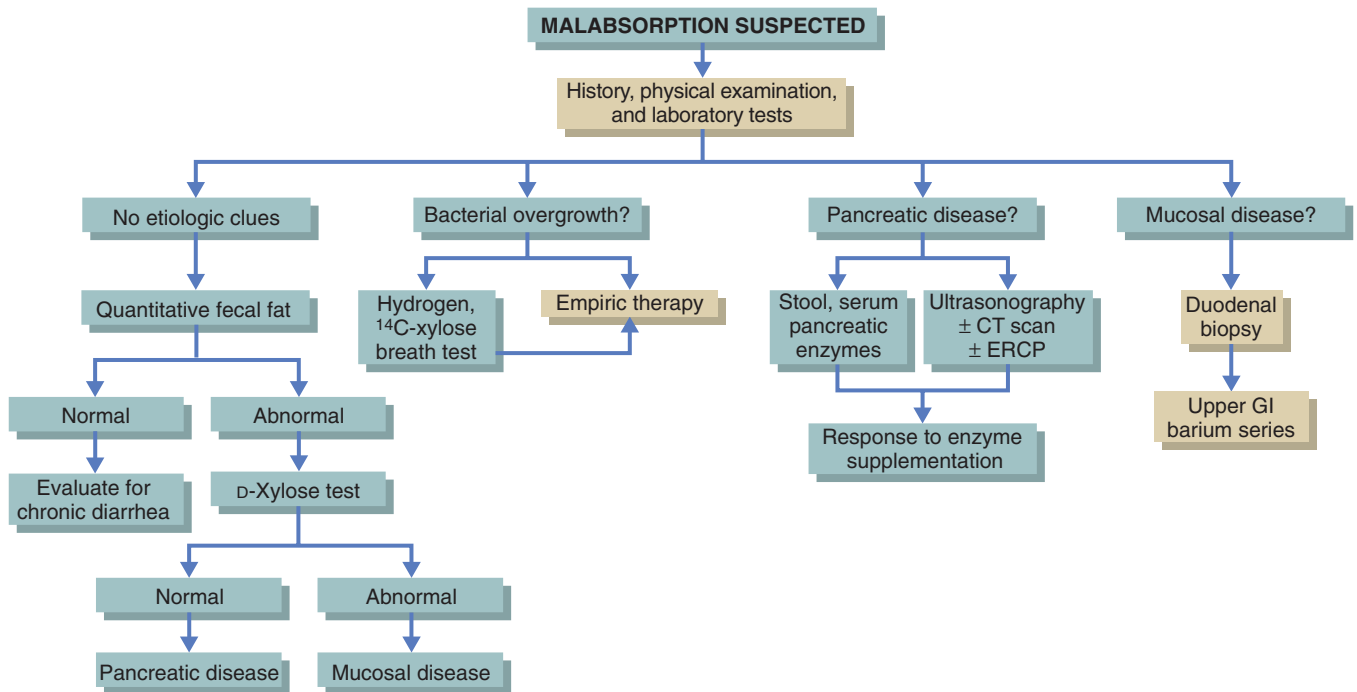 MALABSORPTION SUSPECTED
History, physical examination,
and laboratory tests
No etiologic clues
Bacterial overgrowth?
Pancreatic disease?
Mucosal disease?
Quantitative fecal fat
Hydrogen,
¹⁴C-xylose
breath test
Empiric therapy
Stool, serum
pancreatic
enzymes
Ultrasonography
± CT scan
± ERCP
Duodenal
biopsy
Normal
Abnormal
Response to enzyme
supplementation
Upper GI
barium series
Evaluate for
chronic diarrhea
D-Xylose test
Normal
Abnormal
Pancreatic disease
Mucosal disease